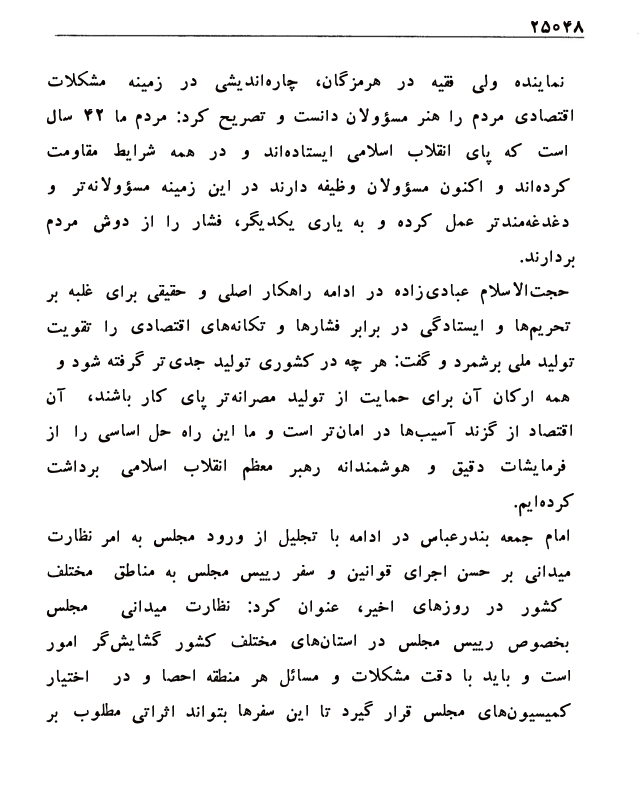 ۲۵۰۴۸
نماینده ولی فقیه در هرمزگان، چاره‌اندیشی در زمینه مشکلات
اقتصادی مردم را هنر مسؤولان دانست و تصریح کرد: مردم ما ۴۲ سال
است که پای انقلاب اسلامی ایستاده‌اند و در همه شرایط مقاومت
کرده‌اند و اکنون مسؤولان وظیفه دارند در این زمینه مسؤولانه‌تر و
دغدغه‌مندتر عمل کرده و به یاری یکدیگر، فشار را از دوش مردم
بردارند.
حجت‌الاسلام عبادی‌زاده در ادامه راهکار اصلی و حقیقی برای غلبه بر
تحریم‌ها و ایستادگی در برابر فشارها و تکانه‌های اقتصادی را تقویت
تولید ملی برشمرد و گفت: هر چه در کشوری تولید جدی‌تر گرفته شود و
همه ارکان آن برای حمایت از تولید مصرانه‌تر پای کار باشند، آن
اقتصاد از گزند آسیب‌ها در امان‌تر است و ما این راه حل اساسی را از
فرمایشات دقیق و هوشمندانه رهبر معظم انقلاب اسلامی برداشت
کرده‌ایم.
امام جمعه بندرعباس در ادامه با تجلیل از ورود مجلس به امر نظارت
میدانی بر حسن اجرای قوانین و سفر رییس مجلس به مناطق مختلف
کشور در روزهای اخیر، عنوان کرد: نظارت میدانی مجلس
بخصوص رییس مجلس در استان‌های مختلف کشور گشایش‌گر امور
است و باید با دقت مشکلات و مسائل هر منطقه احصا و در اختیار
کمیسیون‌های مجلس قرار گیرد تا این سفرها بتواند اثراتی مطلوب بر